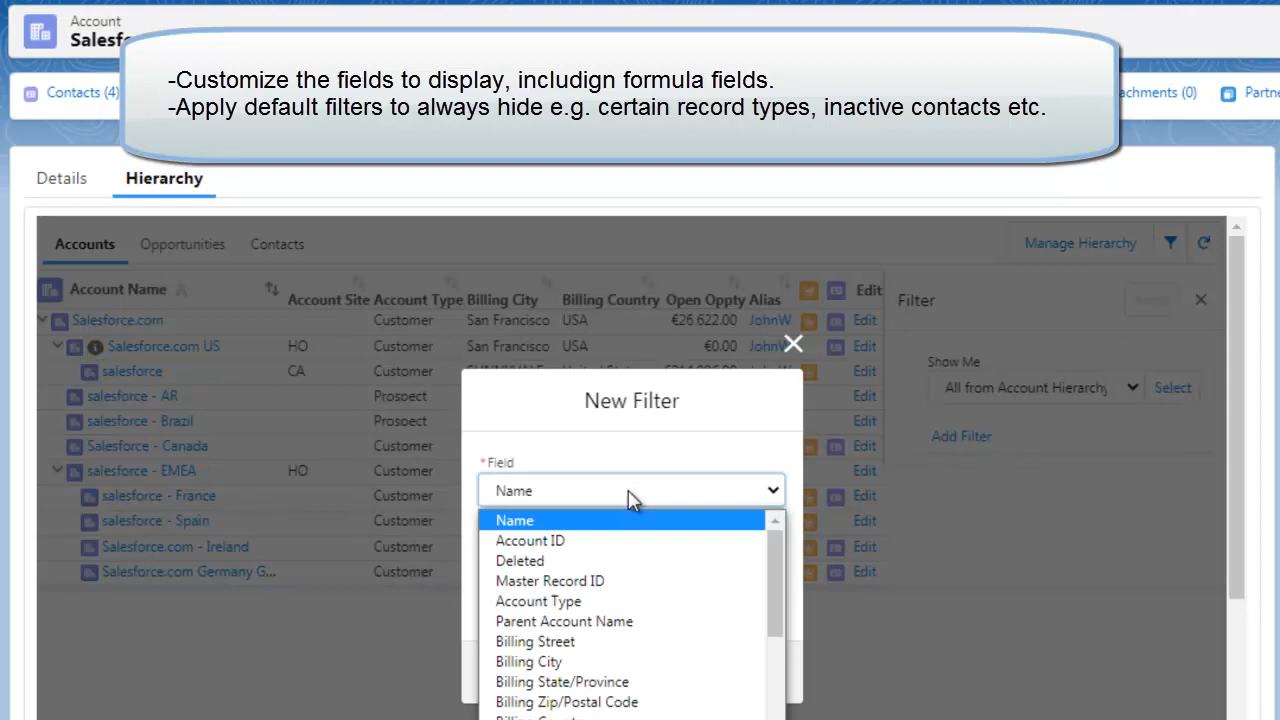 Account
Salesfo
-Customize the fields to display, includign formula fields.
-Apply default filters to always hide e.g. certain record types, inactive contacts etc.
Contacts (4)
achments (0)
Partne
Details
Hierarchy
Accounts
Opportunities
Contacts
Manage Hierarchy
Account Name
Account Site
Account Type
Billing City
Billing Country
Open Oppty
Alias
Edit
Salesforce.com
Customer
San Francisco
USA
€26.622.00
JohnW
Edit
Salesforce.com US
HO
Customer
San Francisco
USA
€0.00
JohnW
Edit
salesforce
CA
Customer
Edit
salesforce - AR
Prospect
Edit
salesforce - Brazil
Prospect
Edit
Salesforce - Canada
Customer
Edit
salesforce - EMEA
HO
Customer
Edit
salesforce - France
Customer
Edit
salesforce - Spain
Customer
Edit
Salesforce.com - Ireland
Customer
Edit
Salesforce.com Germany G...
Customer
Edit
Filter
Show Me
All from Account Hierarchy
Select
Add Filter
New Filter
*Field
Name
Name
Account ID
Deleted
Master Record ID
Account Type
Parent Account Name
Billing Street
Billing City
Billing State/Province
Billing Zip/Postal Code